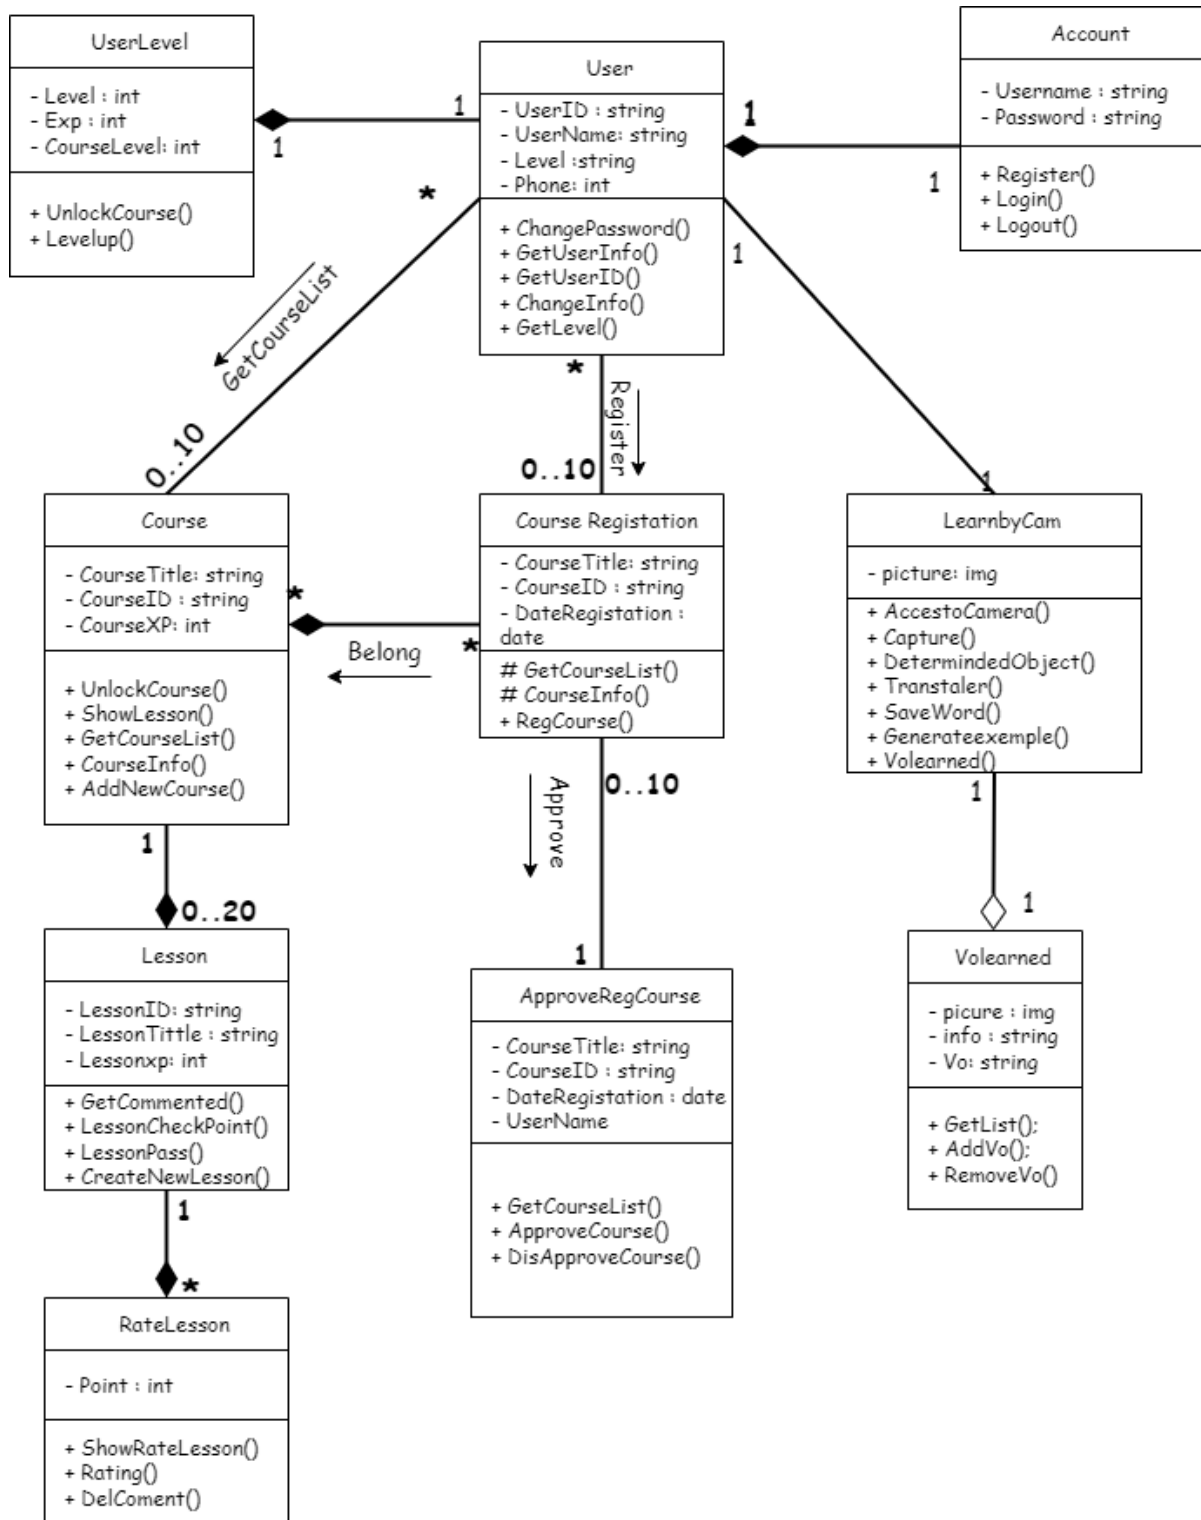 UserLevel
- Level : int
- Exp : int
- CourseLevel: int
+ UnlockCourse()
+ Levelup()
1
1
User
- UserID : string
- UserName: string
- Level :string
- Phone: int
+ ChangePassword()
+ GetUserInfo()
+ GetUserID()
+ ChangeInfo()
+ GetLevel()
1
1
Account
- Username : string
- Password : string
+ Register()
+ Login()
+ Logout()
*
GetCourseList
0..10
*
Register
0..10
1
1
Course
- CourseTitle: string
- CourseID : string
- CourseXP: int
+ UnlockCourse()
+ ShowLesson()
+ GetCourseList()
+ CourseInfo()
+ AddNewCourse()
*
Belong
*
Course Registation
- CourseTitle: string
- CourseID : string
- DateRegistation :
date
# GetCourseList()
# CourseInfo()
+ RegCourse()
LearnbyCam
- picture: img
+ AccestoCamera()
+ Capture()
+ DetermindedObject()
+ Transtaler()
+ SaveWord()
+ Generateexemple()
+ Volearned()
1
0..20
0..10
Approve
1
1
1
Lesson
- LessonID: string
- LessonTittle : string
- Lessonxp: int
+ GetCommented()
+ LessonCheckPoint()
+ LessonPass()
+ CreateNewLesson()
ApproveRegCourse
- CourseTitle: string
- CourseID : string
- DateRegistation : date
- UserName
+ GetCourseList()
+ ApproveCourse()
+ DisApproveCourse()
Volearned
- picure : img
- info : string
- Vo: string
+ GetList();
+ AddVo();
+ RemoveVo()
1
*
RateLesson
- Point : int
+ ShowRateLesson()
+ Rating()
+ DelComent()